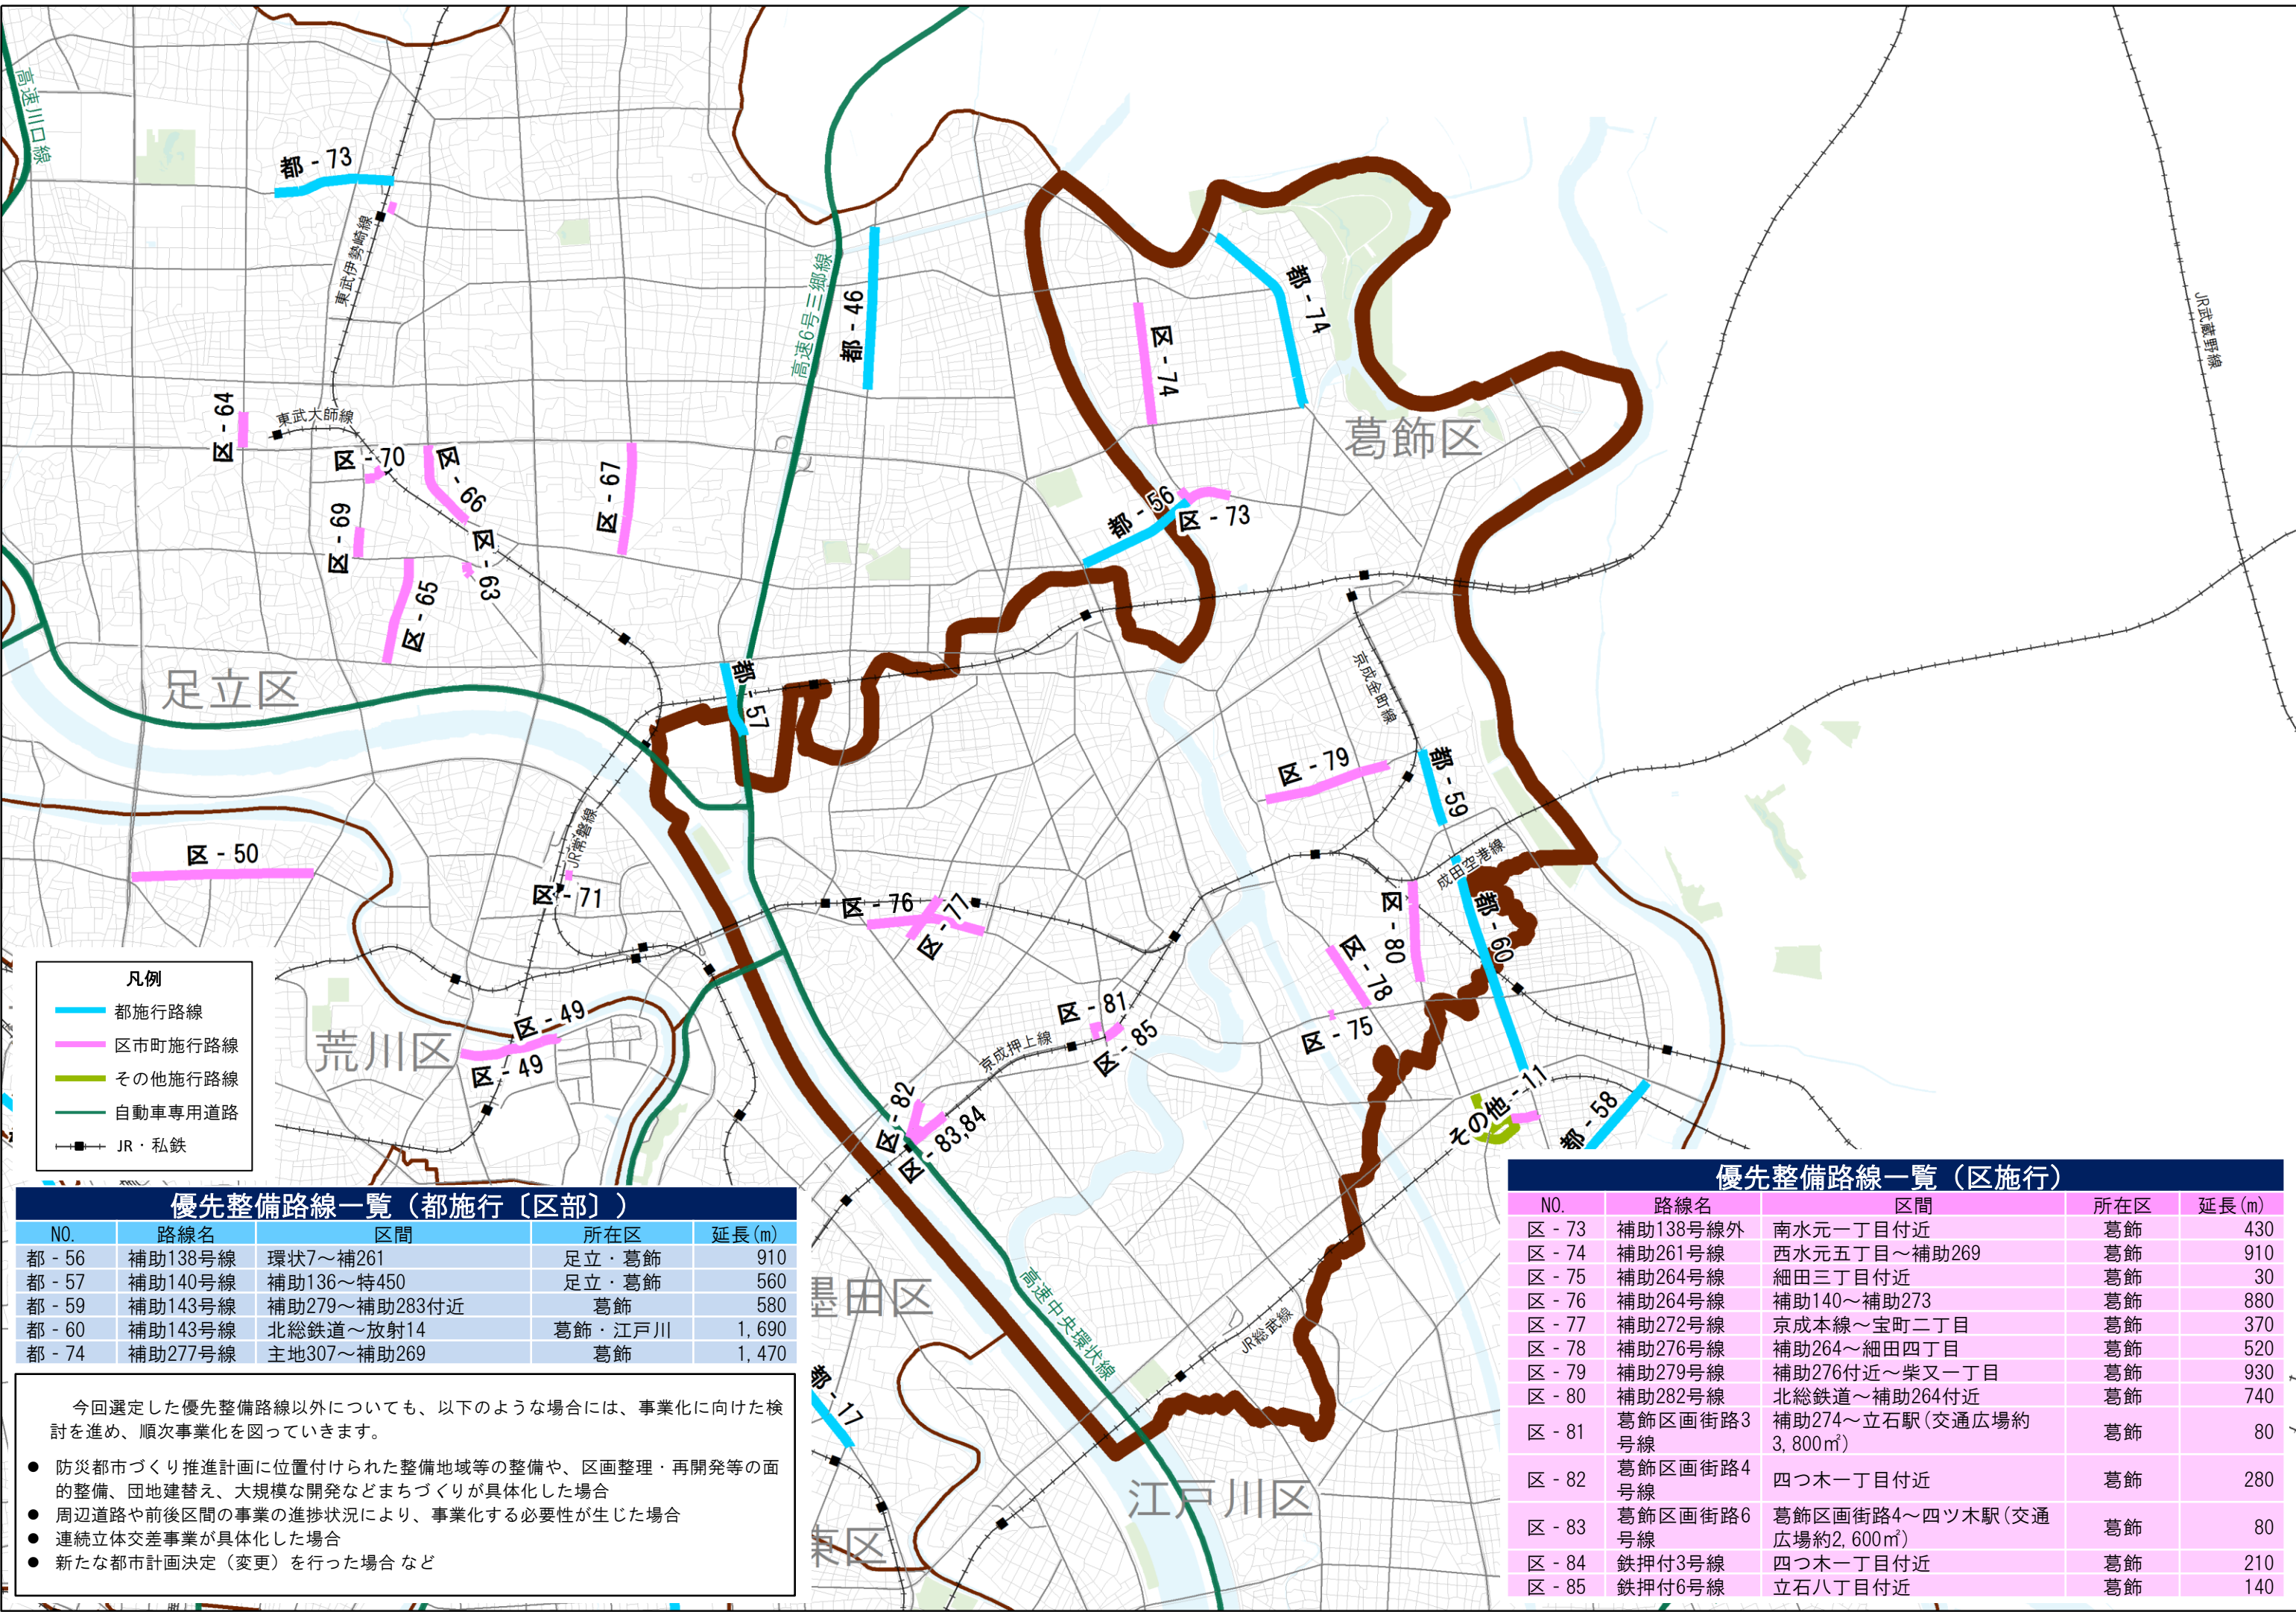 高速川口線
都 - 73
東武伊勢崎線
高速6号三郷線
都 - 46
都 - 74
区 - 74
JR武蔵野線
葛飾区
区 - 64
東武大師線
区 - 70
区 - 66
区 - 67
区 - 69
区 - 63
区 - 65
都 - 56
区 - 73
足立区
都 - 57
京成金町線
区 - 79
都 - 59
区 - 50
JR常磐線
区 - 71
区 - 76
区 - 77
成田空港線
区 - 80
都 - 60
区 - 78
区 - 75
荒川区
区 - 49
区 - 49
区 - 81
区 - 85
京成押上線
区 - 82
区 - 83,84
その他 - 11
都 - 58
墨田区
高速中央環状線
JR総武線
都 - 17
江戸川区
東区
凡例
都施行路線
区市町施行路線
その他施行路線
自動車専用道路
JR・私鉄
優先整備路線一覧（都施行〔区部〕）
NO. 路線名 区間 所在区 延長(m)
都 - 56 補助138号線 環状7～補261 足立・葛飾 910
都 - 57 補助140号線 補助136～特450 足立・葛飾 560
都 - 59 補助143号線 補助279～補助283付近 葛飾 580
都 - 60 補助143号線 北総鉄道～放射14 葛飾・江戸川 1,690
都 - 74 補助277号線 主地307～補助269 葛飾 1,470
今回選定した優先整備路線以外についても、以下のような場合には、事業化に向けた検
討を進め、順次事業化を図っていきます。
● 防災都市づくり推進計画に位置付けられた整備地域等の整備や、区画整理・再開発等の面
的整備、団地建替え、大規模な開発などまちづくりが具体化した場合
● 周辺道路や前後区間の事業の進捗状況により、事業化する必要性が生じた場合
● 連続立体交差事業が具体化した場合
● 新たな都市計画決定（変更）を行った場合 など
優先整備路線一覧（区施行）
NO. 路線名 区間 所在区 延長(m)
区 - 73 補助138号線外 南水元一丁目付近 葛飾 430
区 - 74 補助261号線 西水元五丁目～補助269 葛飾 910
区 - 75 補助264号線 細田三丁目付近 葛飾 30
区 - 76 補助264号線 補助140～補助273 葛飾 880
区 - 77 補助272号線 京成本線～宝町二丁目 葛飾 370
区 - 78 補助276号線 補助264～細田四丁目 葛飾 520
区 - 79 補助279号線 補助276付近～柴又一丁目 葛飾 930
区 - 80 補助282号線 北総鉄道～補助264付近 葛飾 740
区 - 81 葛飾区画街路3号線 補助274～立石駅(交通広場約3,800㎡) 葛飾 80
区 - 82 葛飾区画街路4号線 四つ木一丁目付近 葛飾 280
区 - 83 葛飾区画街路6号線 葛飾区画街路4～四ツ木駅(交通広場約2,600㎡) 葛飾 80
区 - 84 鉄押付3号線 四つ木一丁目付近 葛飾 210
区 - 85 鉄押付6号線 立石八丁目付近 葛飾 140